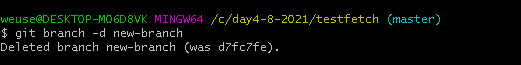 weuse@DESKTOP-MO6D8VK MINGW64 /c/day4-8-2021/testfetch (master)
$ git branch -d new-branch
Deleted branch new-branch (was d7fc7fe).